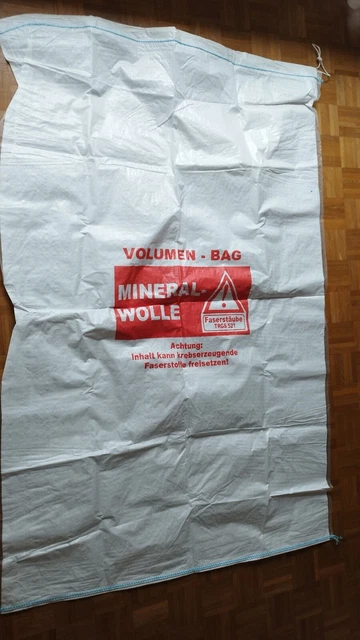 VOLUMEN - BAG
MINERAL-
WOLLE
Faserstäube
TRGS 521
Achtung:
Inhalt kann krebserzeugende
Faserstoffe freisetzen!